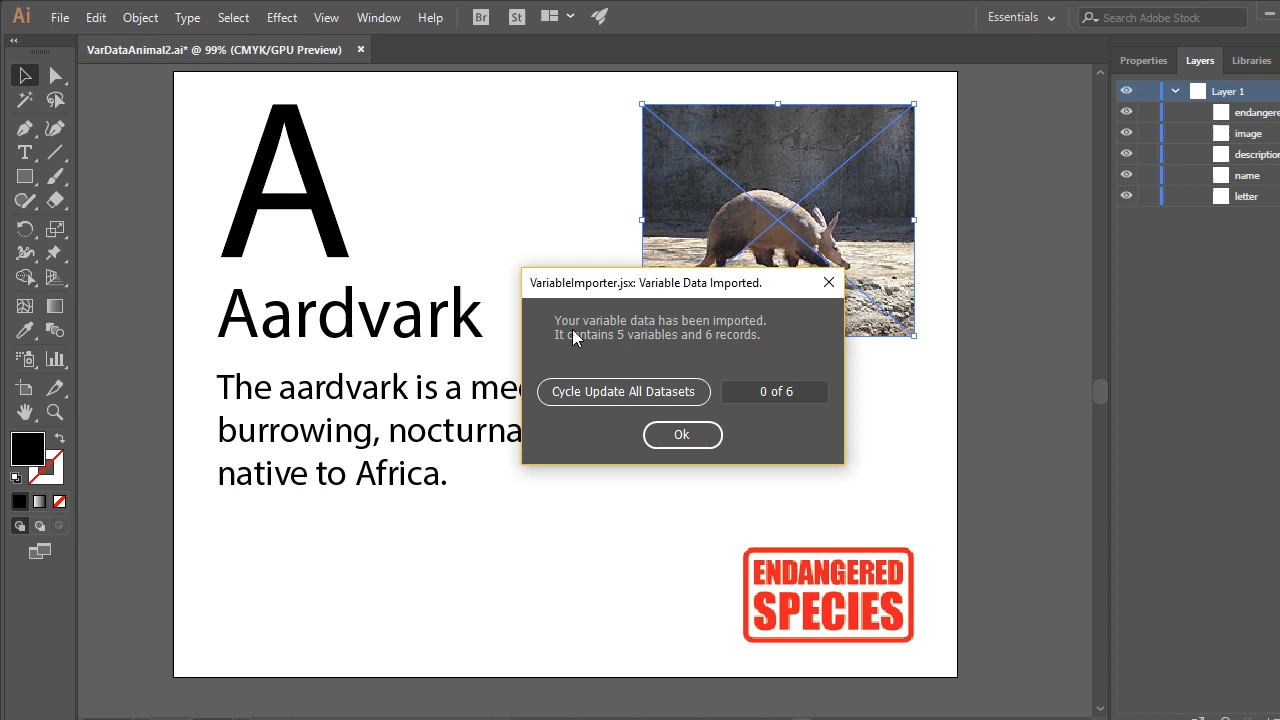 Ai File Edit Object Type Select Effect View Window Help Br St Essentials Search Adobe Stock
VarDataAnimal2.ai* @ 99% (CMYK/GPU Preview) ×
Properties Layers Libraries
Layer 1
endangere
image
description
name
letter
A
Aardvark
The aardvark is a me
burrowing, nocturna
native to Africa.
VariableImporter.jsx: Variable Data Imported.
Your variable data has been imported.
It contains 5 variables and 6 records.
Cycle Update All Datasets 0 of 6
Ok
ENDANGERED
SPECIES